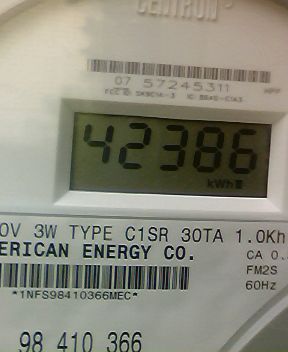 CENTRON
07 57245311
42386
kWh
0V 3W TYPE C1SR 30TA 1.0Kh
ERICAN ENERGY CO. CA 0.
FM2S
*1NFS98410366MEC* 60Hz
98 410 366